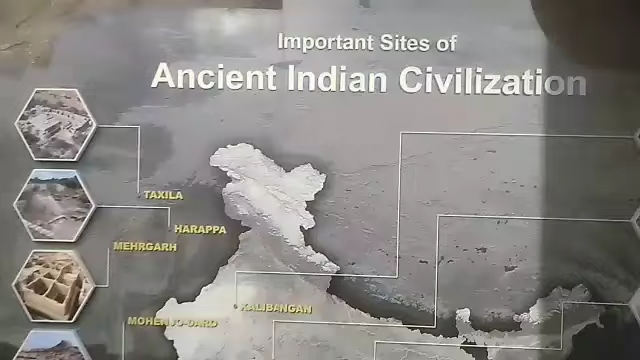 Important Sites of
Ancient Indian Civilization
TAXILA
HARAPPA
MEHRGARH
KALIBANGAN
MOHENJO-DARO